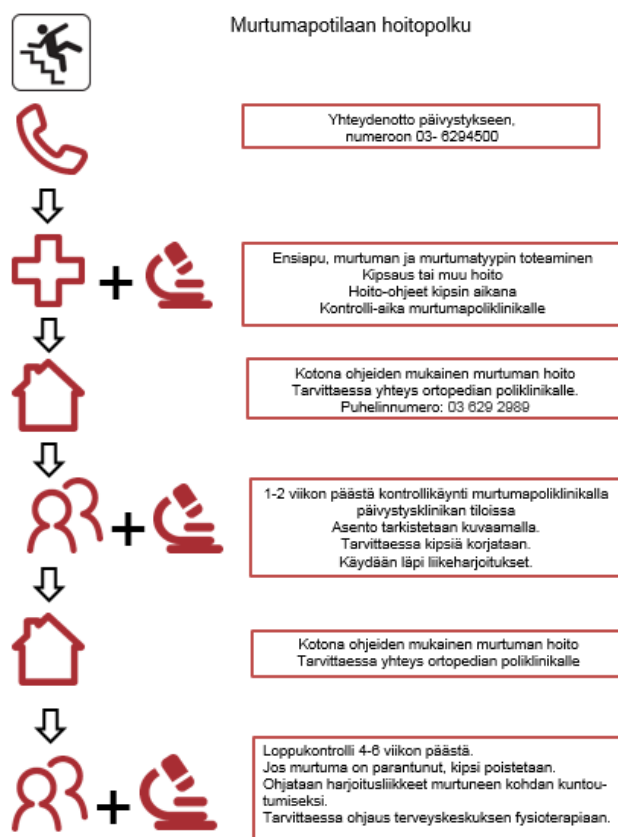 Murtumapotilaan hoitopolku
Yhteydenotto päivystykseen,
numeroon 03- 6294500
Ensiapu, murtuman ja murtumatyypin toteaminen
Kipsaus tai muu hoito
Hoito-ohjeet kipsin aikana
Kontrolli-aika murtumapoliklinikalle
Kotona ohjeiden mukainen murtuman hoito
Tarvittaessa yhteys ortopedian poliklinikalle.
Puhelinnumero: 03 629 2989
1-2 viikon päästä kontrollikäynti murtumapoliklinikalla
päivystysklinikan tiloissa
Asento tarkistetaan kuvaamalla.
Tarvittaessa kipsiä korjataan.
Käydään läpi liikeharjoitukset.
Kotona ohjeiden mukainen murtuman hoito
Tarvittaessa yhteys ortopedian poliklinikalle
Loppukontrolli 4-6 viikon päästä.
Jos murtuma on parantunut, kipsi poistetaan.
Ohjataan harjoitusliikkeet murtuneen kohdan kuntou-
tumiseksi.
Tarvittaessa ohjaus terveyskeskuksen fysioterapiaan.